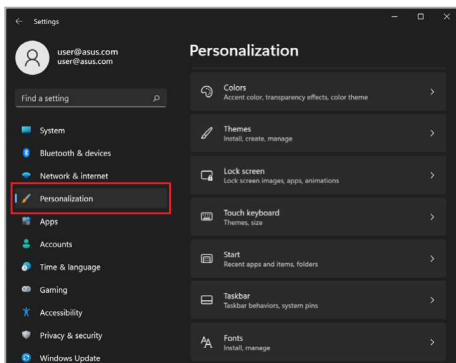 Settings
user@asus.com
user@asus.com
Find a setting
System
Bluetooth & devices
Network & internet
Personalization
Apps
Accounts
Time & language
Gaming
Accessibility
Privacy & security
Windows Update
Personalization
Colors
Accent color, transparency effects, color theme
Themes
Install, create, manage
Lock screen
Lock screen images, apps, animations
Touch keyboard
Themes, size
Start
Recent apps and items, folders
Taskbar
Taskbar behaviors, system pins
Fonts
Install, manage